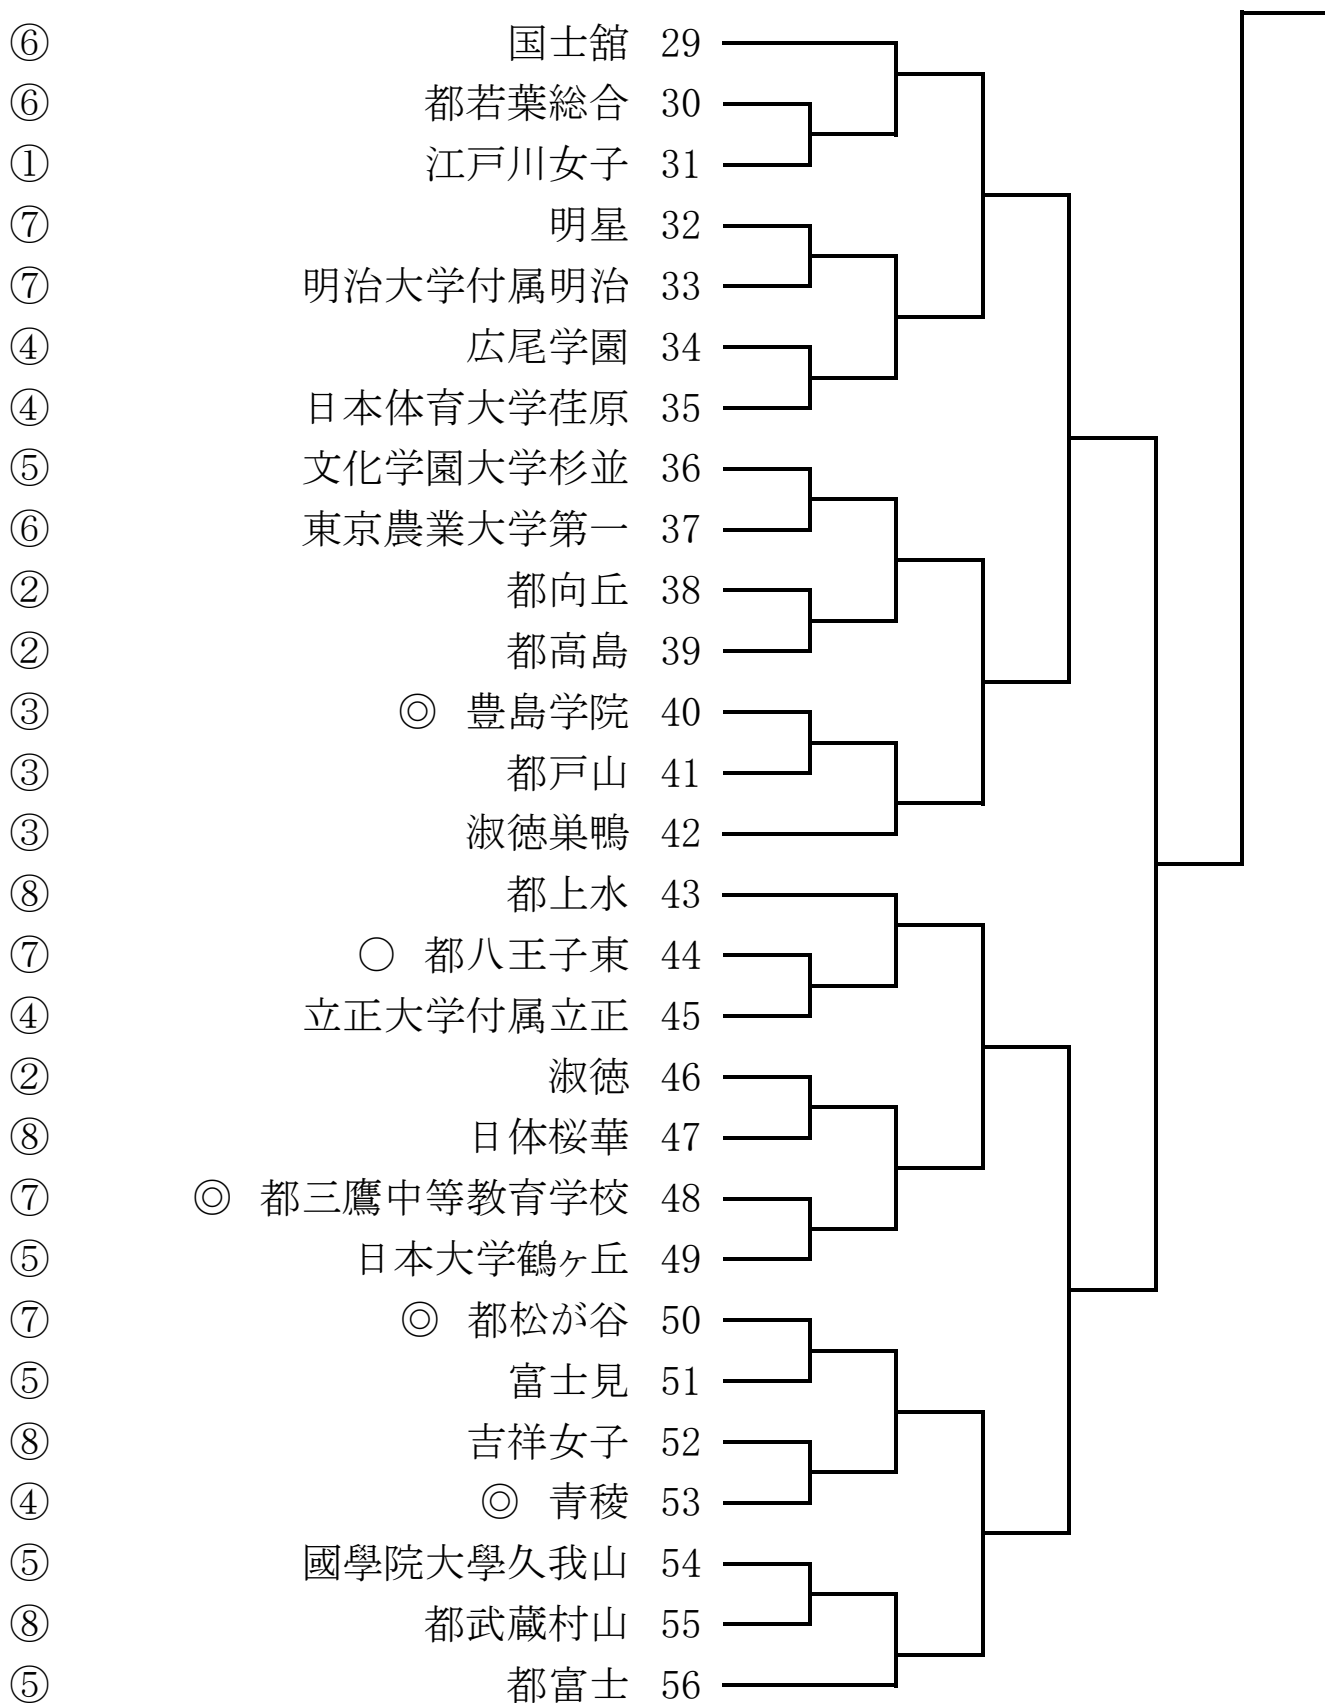 ⑥ 国士舘 29
⑥ 都若葉総合 30
① 江戸川女子 31
⑦ 明星 32
⑦ 明治大学付属明治 33
④ 広尾学園 34
④ 日本体育大学荏原 35
⑤ 文化学園大学杉並 36
⑥ 東京農業大学第一 37
② 都向丘 38
② 都高島 39
③ ◎ 豊島学院 40
③ 都戸山 41
③ 淑徳巣鴨 42
⑧ 都上水 43
⑦ ○ 都八王子東 44
④ 立正大学付属立正 45
② 淑徳 46
⑧ 日体桜華 47
⑦ ◎ 都三鷹中等教育学校 48
⑤ 日本大学鶴ヶ丘 49
⑦ ◎ 都松が谷 50
⑤ 富士見 51
⑧ 吉祥女子 52
④ ◎ 青稜 53
⑤ 國學院大學久我山 54
⑧ 都武蔵村山 55
⑤ 都富士 56